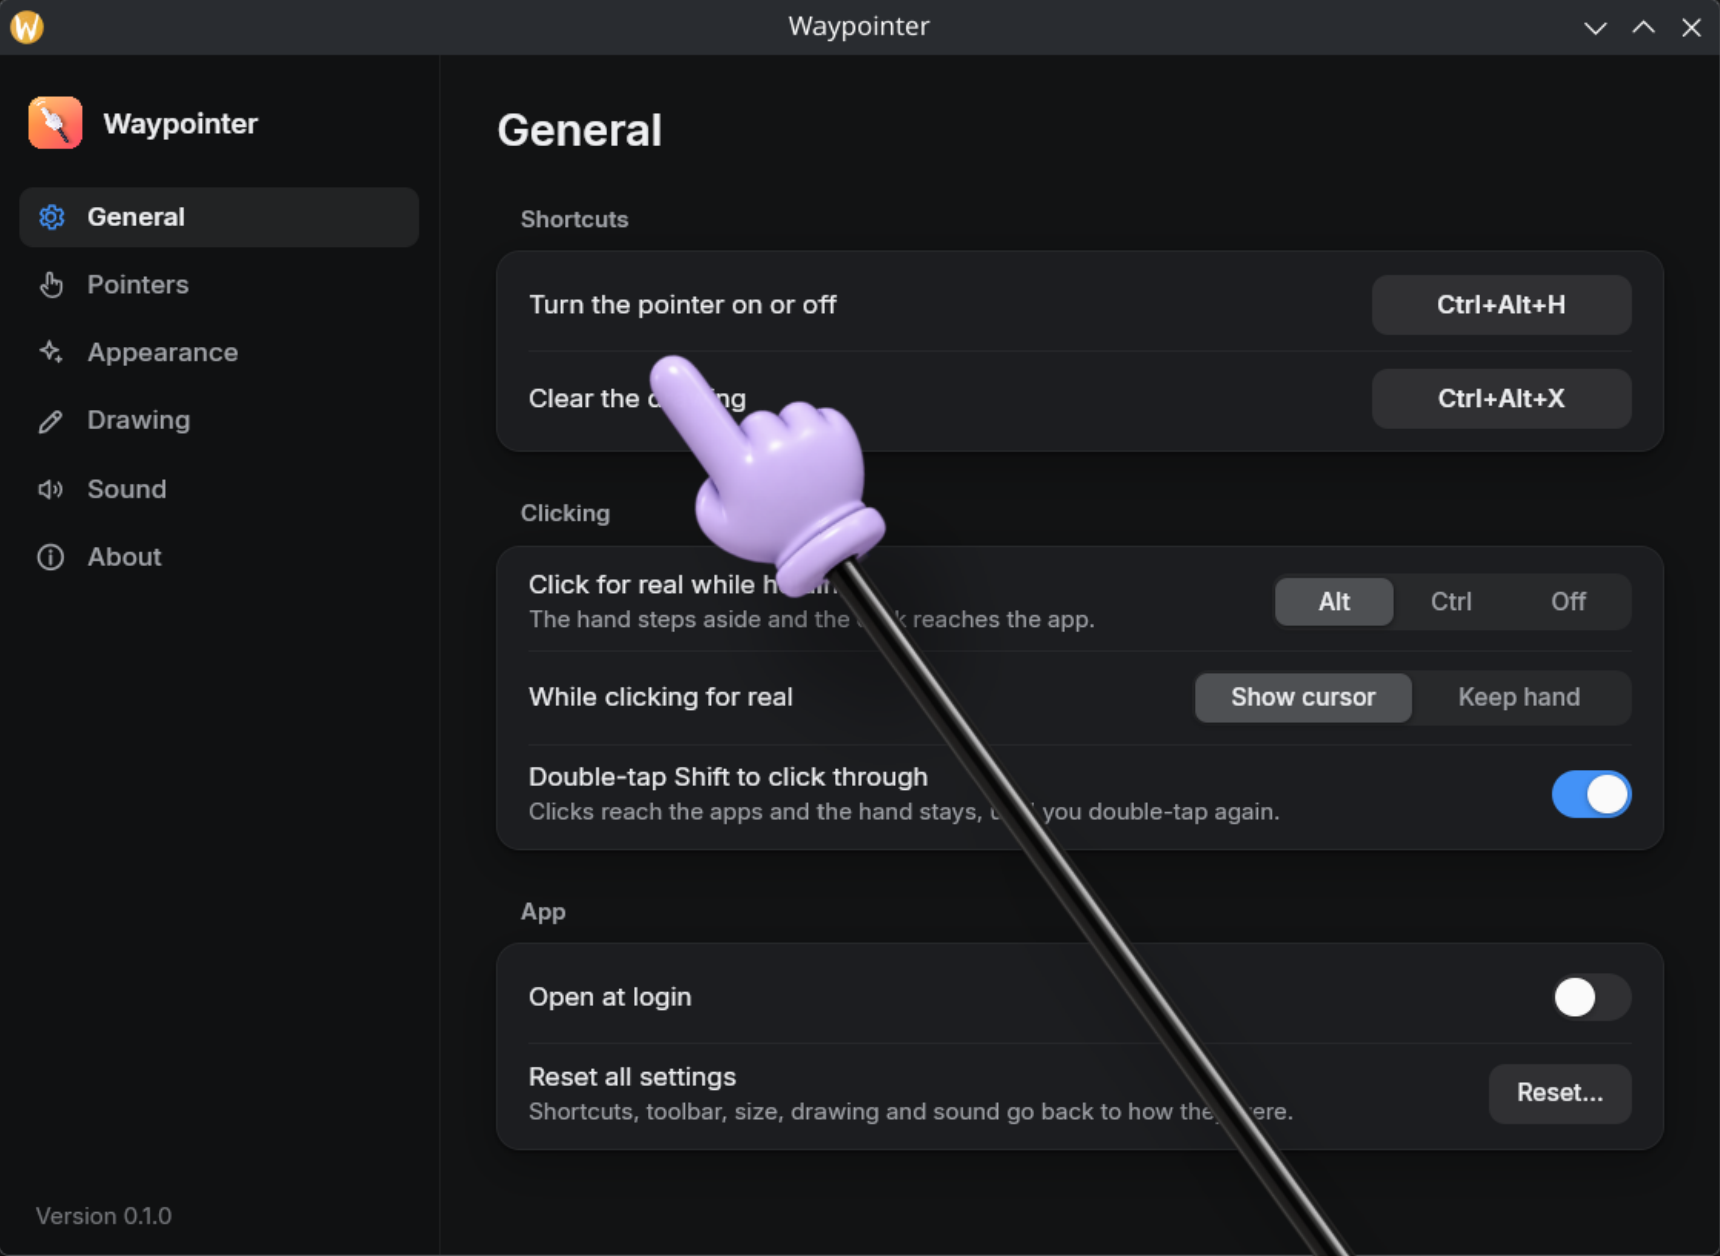 Waypointer
Waypointer
General
Pointers
Appearance
Drawing
Sound
About
Version 0.1.0
General
Shortcuts
Turn the pointer on or off
Ctrl+Alt+H
Clear the
Ctrl+Alt+X
Clicking
Click for real while
The hand steps aside and the reaches the app.
Alt
Ctrl
Off
While clicking for real
Show cursor
Keep hand
Double-tap Shift to click through
Clicks reach the apps and the hand stays, you double-tap again.
App
Open at login
Reset all settings
Shortcuts, toolbar, size, drawing and sound go back to how
Reset...